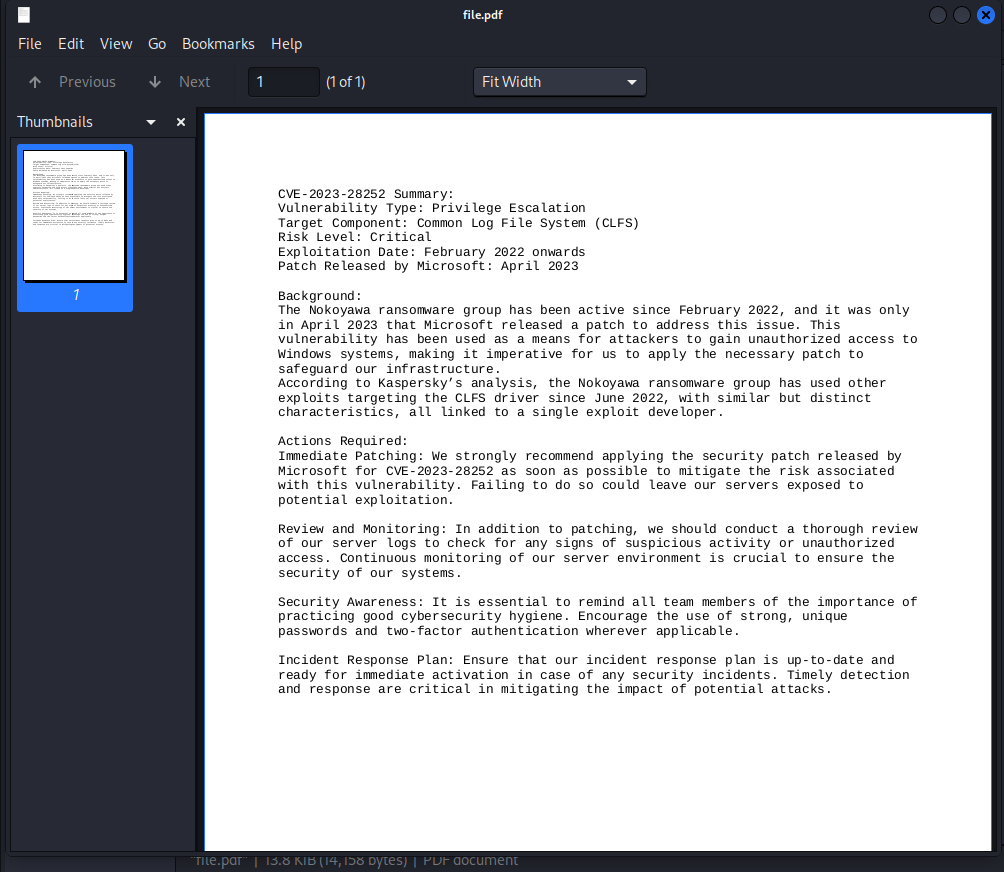 file.pdf
File Edit View Go Bookmarks Help
Previous Next 1 (1 of 1) Fit Width
Thumbnails
1
CVE-2023-28252 Summary:
Vulnerability Type: Privilege Escalation
Target Component: Common Log File System (CLFS)
Risk Level: Critical
Exploitation Date: February 2022 onwards
Patch Released by Microsoft: April 2023
Background:
The Nokoyawa ransomware group has been active since February 2022, and it was only
in April 2023 that Microsoft released a patch to address this issue. This
vulnerability has been used as a means for attackers to gain unauthorized access to
Windows systems, making it imperative for us to apply the necessary patch to
safeguard our infrastructure.
According to Kaspersky’s analysis, the Nokoyawa ransomware group has used other
exploits targeting the CLFS driver since June 2022, with similar but distinct
characteristics, all linked to a single exploit developer.
Actions Required:
Immediate Patching: We strongly recommend applying the security patch released by
Microsoft for CVE-2023-28252 as soon as possible to mitigate the risk associated
with this vulnerability. Failing to do so could leave our servers exposed to
potential exploitation.
Review and Monitoring: In addition to patching, we should conduct a thorough review
of our server logs to check for any signs of suspicious activity or unauthorized
access. Continuous monitoring of our server environment is crucial to ensure the
security of our systems.
Security Awareness: It is essential to remind all team members of the importance of
practicing good cybersecurity hygiene. Encourage the use of strong, unique
passwords and two-factor authentication wherever applicable.
Incident Response Plan: Ensure that our incident response plan is up-to-date and
ready for immediate activation in case of any security incidents. Timely detection
and response are critical in mitigating the impact of potential attacks.
"file.pdf" | 13.8 KiB (14,158 bytes) | PDF document